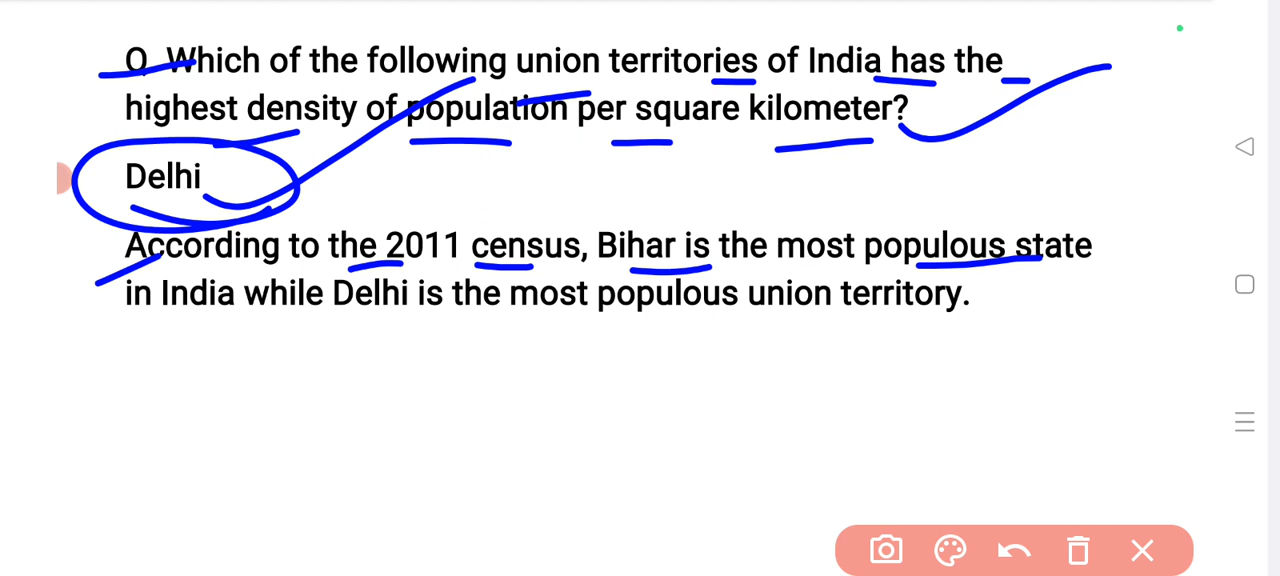 Q. Which of the following union territories of India has the
highest density of population per square kilometer?
Delhi
According to the 2011 census, Bihar is the most populous state
in India while Delhi is the most populous union territory.